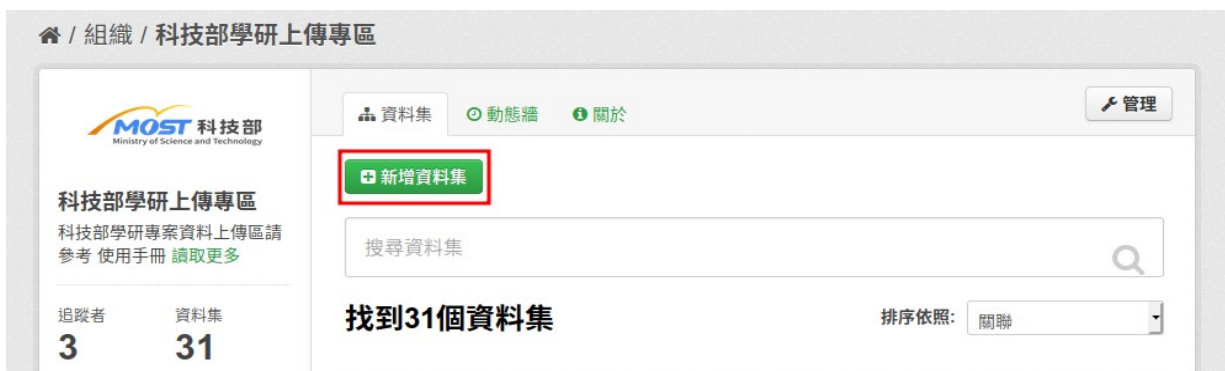 / 組織 / 科技部學研上傳專區
MOST 科技部
Ministry of Science and Technology
科技部學研上傳專區
科技部學研專案資料上傳區請
參考 使用手冊 讀取更多
追蹤者 資料集
3 31
資料集 動態牆 關於 管理
新增資料集
搜尋資料集
找到31個資料集 排序依照: 關聯